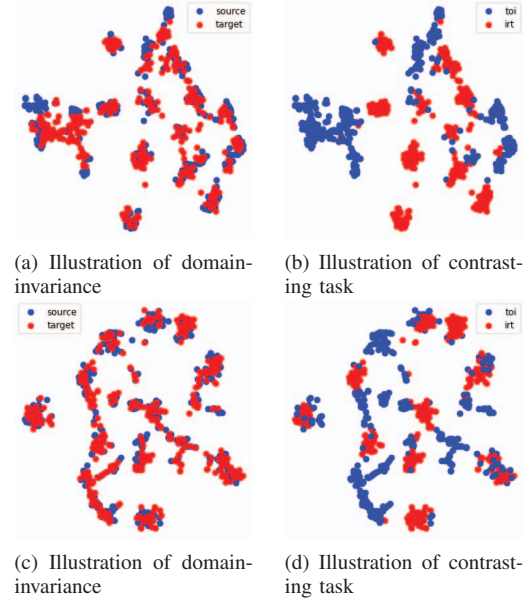 source
target
toi
irt
(a) Illustration of domain-
invariance
(b) Illustration of contrast-
ing task
source
target
toi
irt
(c) Illustration of domain-
invariance
(d) Illustration of contrast-
ing task